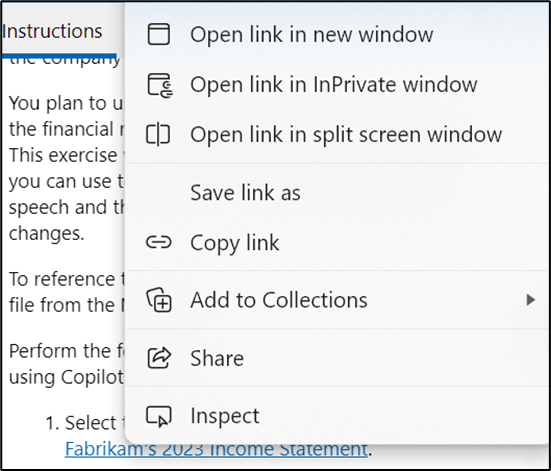 Instructions
Open link in new window
the company
Open link in InPrivate window
You plan to u
the financial r
Open link in split screen window
This exercise
you can use t
Save link as
speech and th
changes.
Copy link
To reference t
file from the
Add to Collections
Perform the f
Share
using Copilot
Inspect
1. Select t
Fabrikam's 2023 Income Statement.